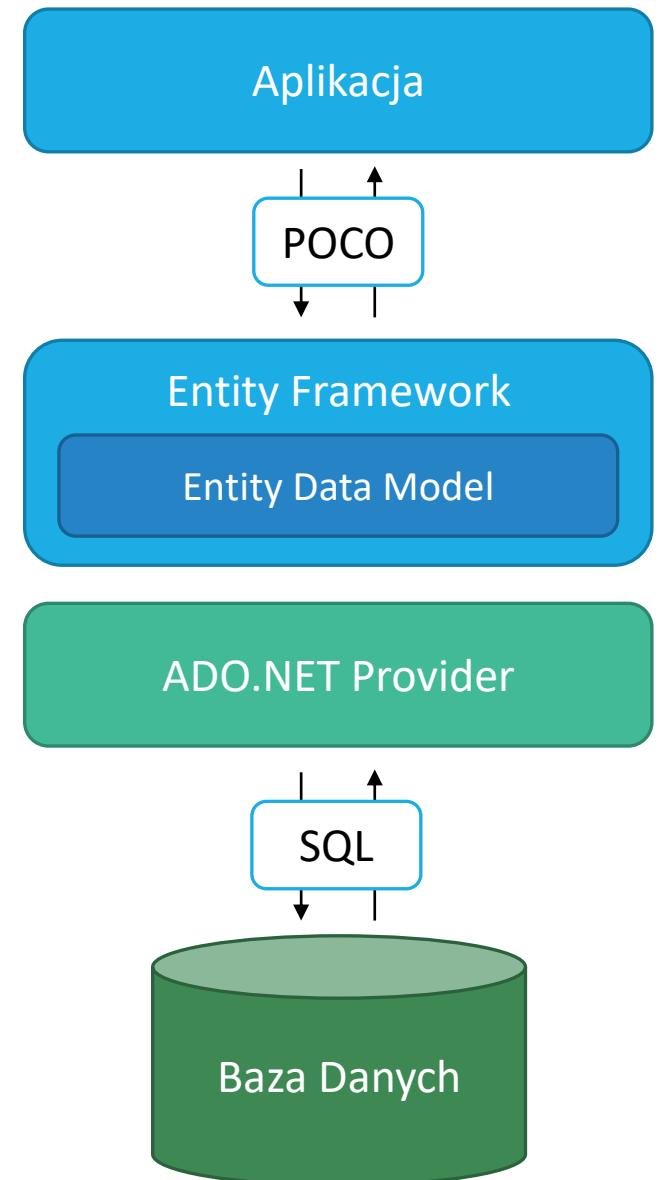 Aplikacja
POCO
Entity Framework
Entity Data Model
ADO.NET Provider
SQL
Baza Danych